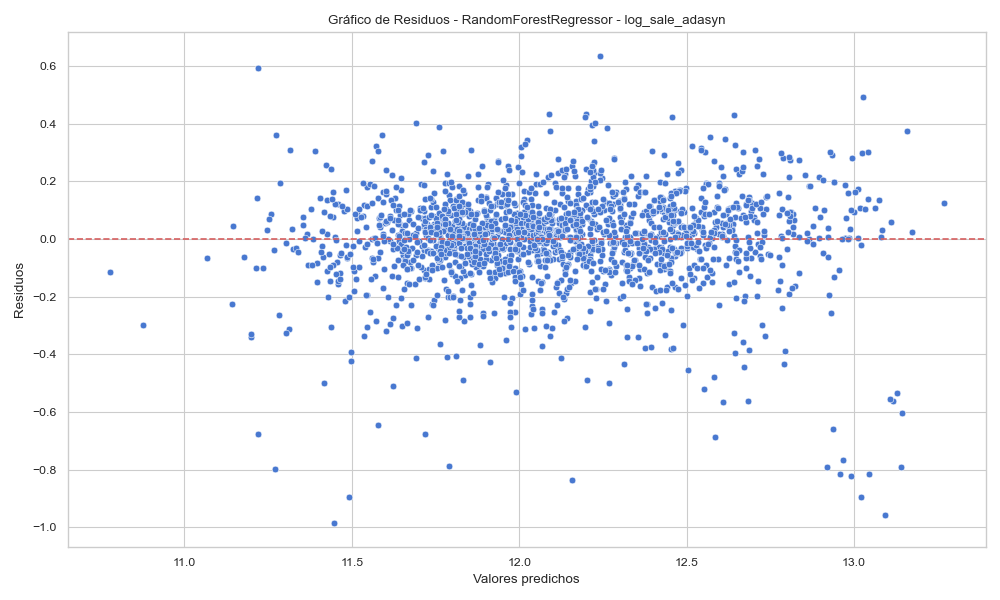 Gráfico de Residuos - RandomForestRegressor - log_sale_adasyn
0.6
0.4
0.2
0.0
−0.2
−0.4
−0.6
−0.8
−1.0
Residuos
11.0 11.5 12.0 12.5 13.0
Valores predichos